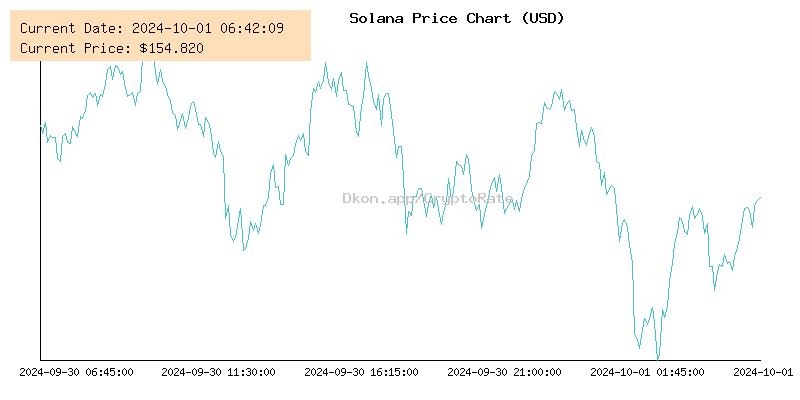 Solana Price Chart (USD)
Current Date: 2024-10-01 06:42:09
Current Price: $154.820
Dkon.app/CryptoRate
2024-09-30 06:45:00 2024-09-30 11:30:00 2024-09-30 16:15:00 2024-09-30 21:00:00 2024-10-01 01:45:00 2024-10-01